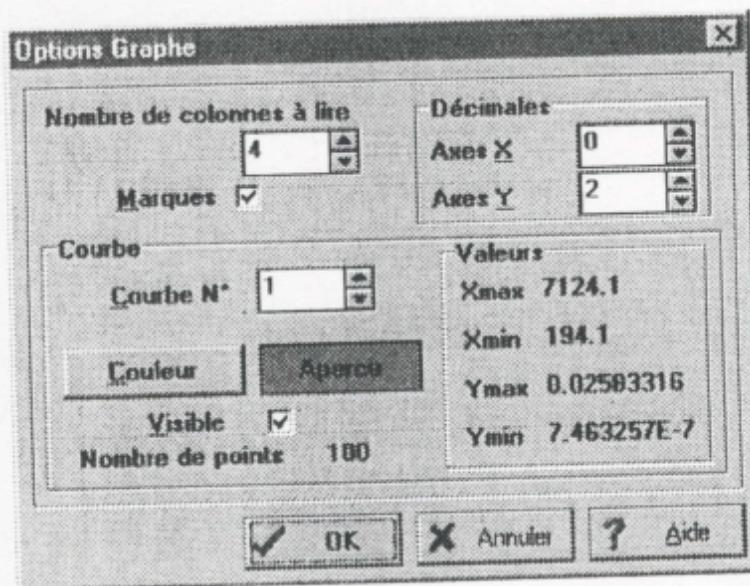 Options Graphe
Nombre de colonnes à lire
4
Marques
Décimales
Axes X 0
Axes Y 2
Courbe
Courbe N° 1
Couleur Aperçu
Visible
Nombre de points 100
Valeurs
Xmax 7124.1
Xmin 194.1
Ymax 0.02583316
Ymin 7.463257E-7
OK Annuler ? Aide